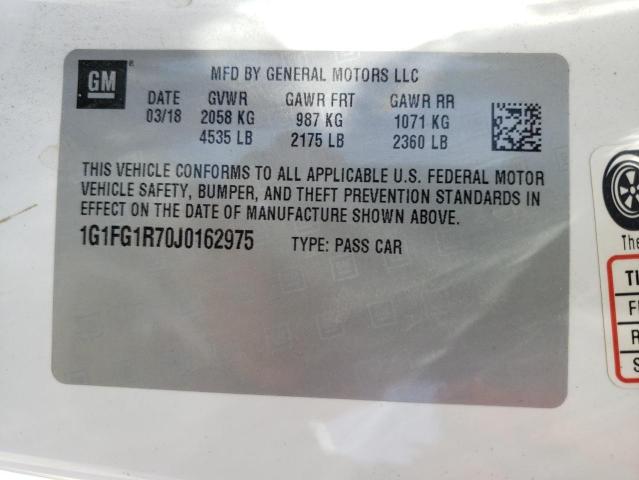 GM
MFD BY GENERAL MOTORS LLC
DATE GVWR GAWR FRT GAWR RR
03/18 2058 KG 987 KG 1071 KG
4535 LB 2175 LB 2360 LB
THIS VEHICLE CONFORMS TO ALL APPLICABLE U.S. FEDERAL MOTOR
VEHICLE SAFETY, BUMPER, AND THEFT PREVENTION STANDARDS IN
EFFECT ON THE DATE OF MANUFACTURE SHOWN ABOVE.
1G1FG1R70J0162975 TYPE: PASS CAR
The